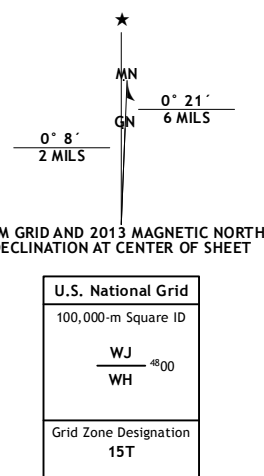 MN
0° 21´
6 MILS
GN
0° 8´
2 MILS
M GRID AND 2013 MAGNETIC NORTH
DECLINATION AT CENTER OF SHEET
U.S. National Grid
100,000-m Square ID
WJ
4800
WH
Grid Zone Designation
15T